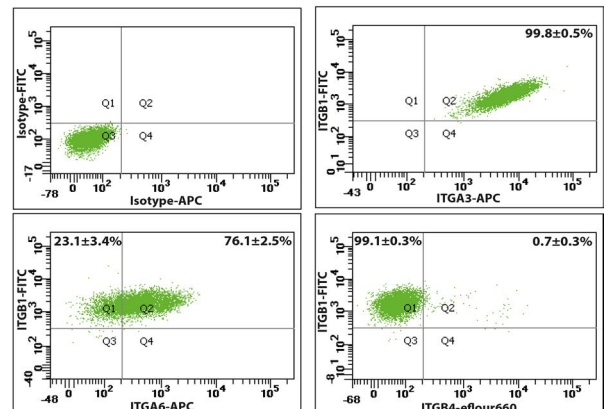 Isotype-FITC
10^5
10^4
10^3
10^2
-17 0
Q1 Q2
Q3 Q4
-78 0 10^2 10^3 10^4 10^5
Isotype-APC
99.8±0.5%
ITGB1-FITC
10^5
10^4
10^3
10^2
0 10^1
Q1 Q2
Q3 Q4
-43 0 10^2 10^3 10^4 10^5
ITGA3-APC
23.1±3.4% 76.1±2.5%
ITGB1-FITC
10^5
10^4
10^3
10^2
-40 0
Q1 Q2
Q3 Q4
-48 0 10^2 10^3 10^4 10^5
ITGA6-APC
99.1±0.3% 0.7±0.3%
ITGB1-FITC
10^5
10^4
10^3
10^2
Q1 Q2
Q3 Q4
-68 0 10^2 10^3 10^4 10^5
ITGB4-eflour660